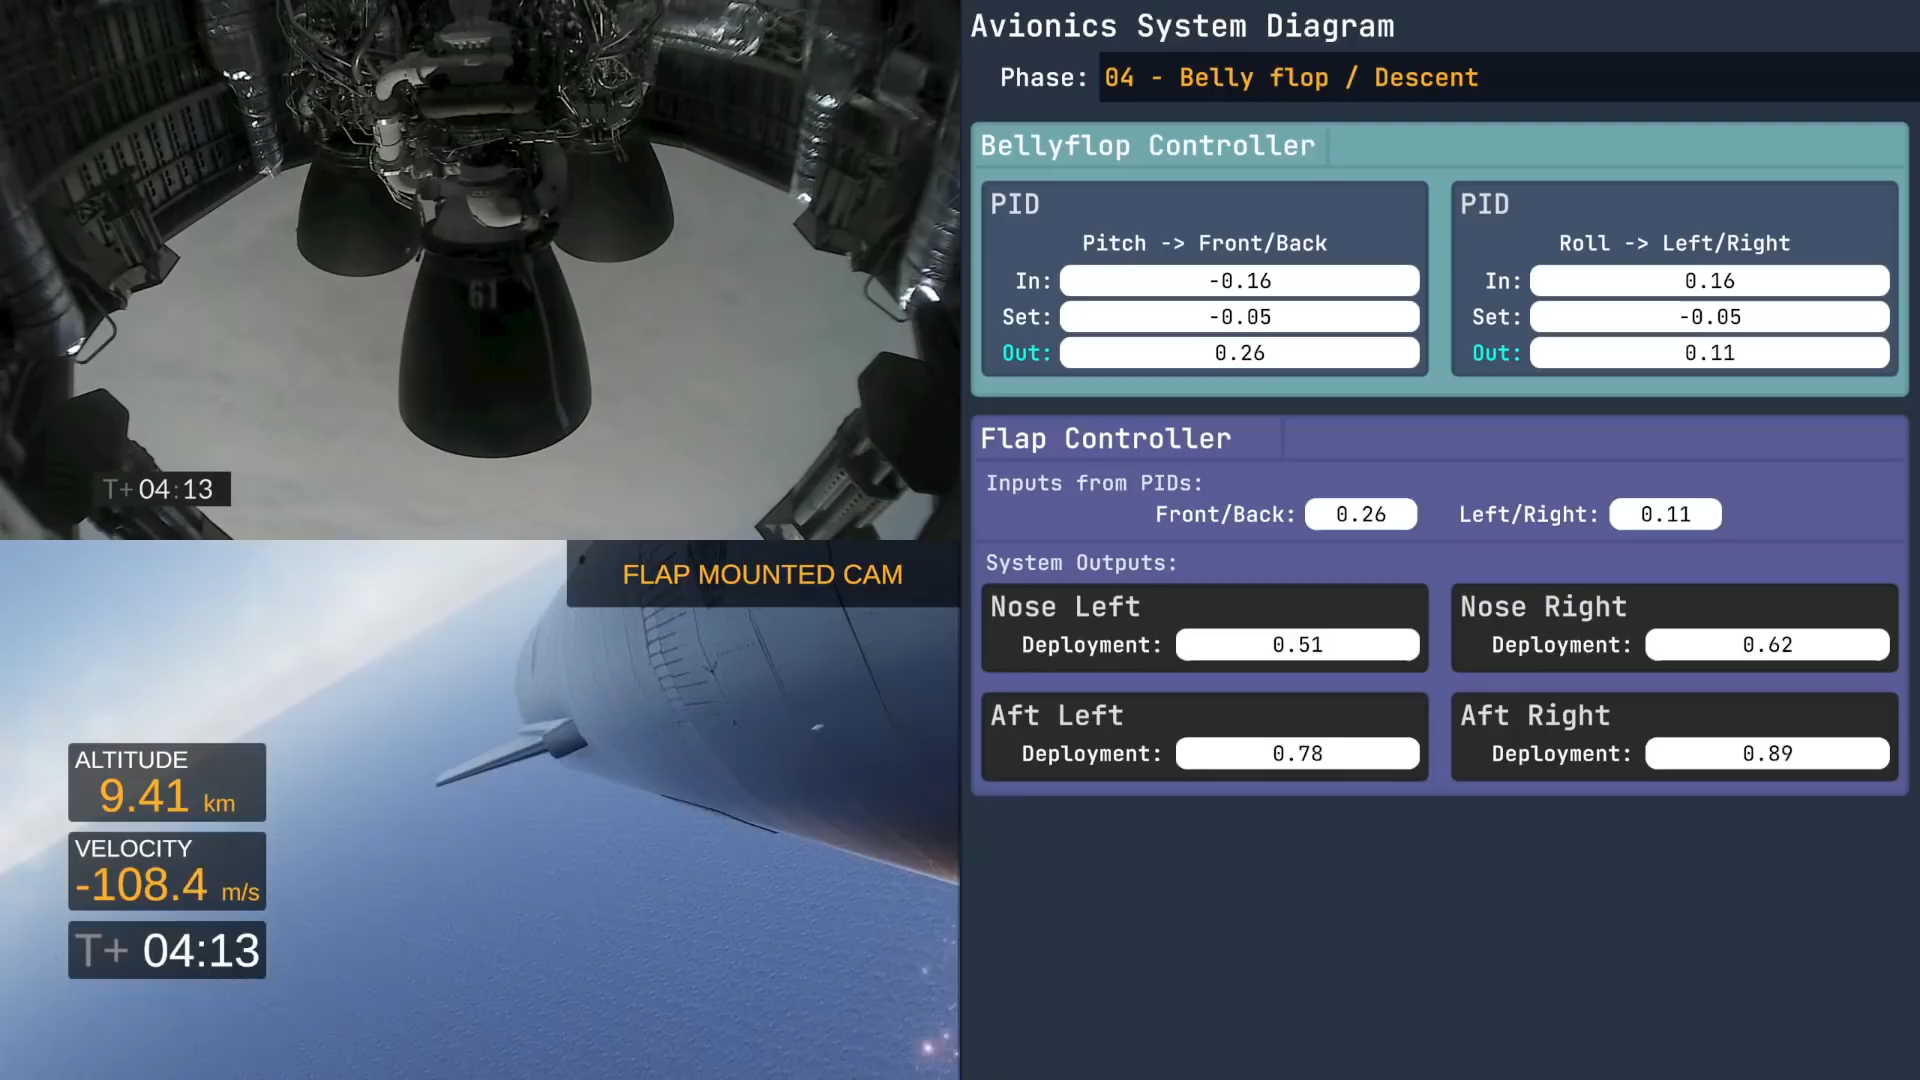 61
T+ 04:13
FLAP MOUNTED CAM
ALTITUDE
9.41 km
VELOCITY
-108.4 m/s
T+ 04:13
Avionics System Diagram
Phase: 04 - Belly flop / Descent
Bellyflop Controller
PID
Pitch -> Front/Back
In: -0.16
Set: -0.05
Out: 0.26
PID
Roll -> Left/Right
In: 0.16
Set: -0.05
Out: 0.11
Flap Controller
Inputs from PIDs:
Front/Back: 0.26 Left/Right: 0.11
System Outputs:
Nose Left
Deployment: 0.51
Nose Right
Deployment: 0.62
Aft Left
Deployment: 0.78
Aft Right
Deployment: 0.89